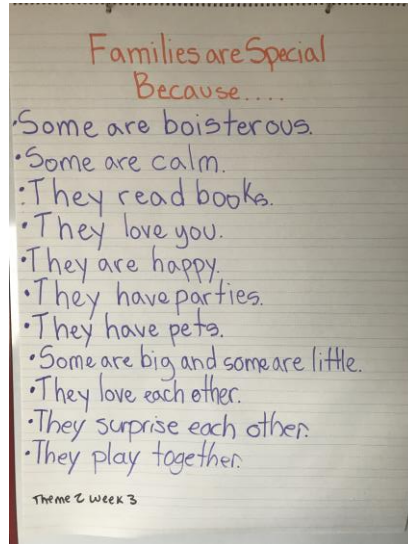 Families are Special
Because....
•Some are boisterous.
•Some are calm.
•They read books.
•They love you.
•They are happy.
•They have parties.
•They have pets.
•Some are big and some are little.
•They love each other.
•They surprise each other.
•They play together.
Theme 2 Week 3